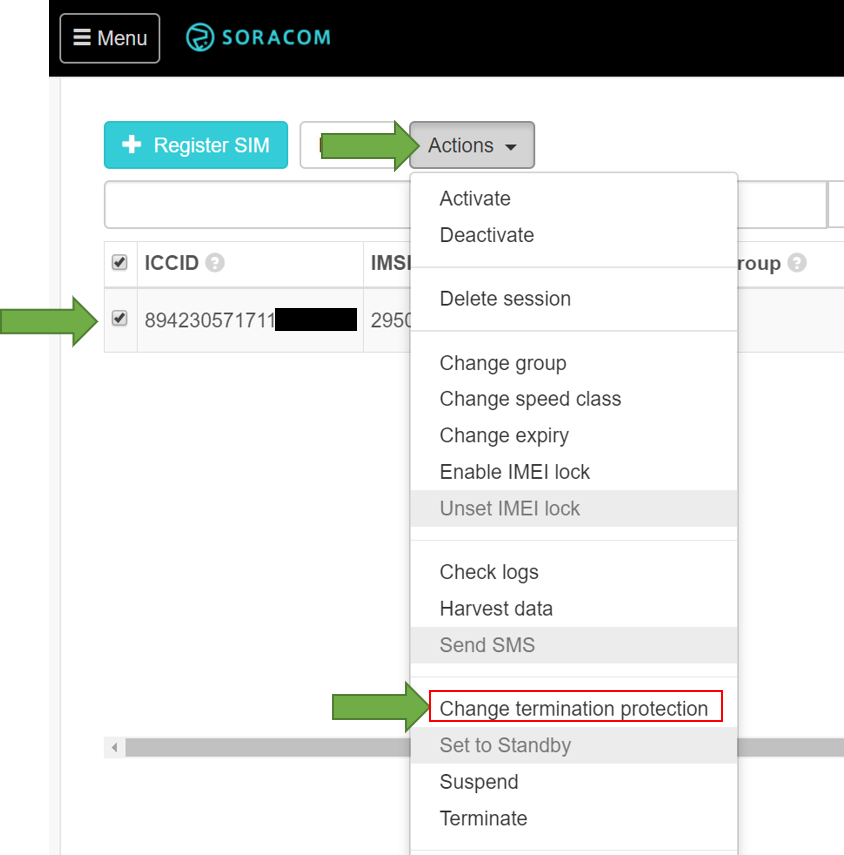 Menu
SORACOM
Register SIM
Actions
Activate
Deactivate
ICCID
Delete session
894230571711
2950
Change group
Change speed class
Change expiry
Enable IMEI lock
Unset IMEI lock
Check logs
Harvest data
Send SMS
Change termination protection
Set to Standby
Suspend
Terminate